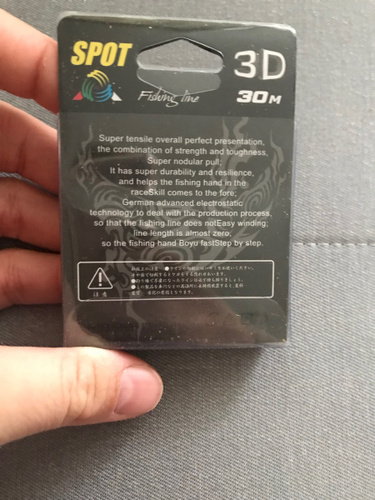 SPOT
3D
Fishing line
30M
Super tensile overall perfect presentation,
the combination of strength and toughness,
Super nodular pull;
It has super durability and resilience,
and helps the fishing hand in the
raceSkill comes to the fore;
German advanced electrostatic
technology to deal with the production process,
so that the fishing line does notEasy winding;
line length is almost zero;
so the fishing hand Boyu fastStep by step.
注意